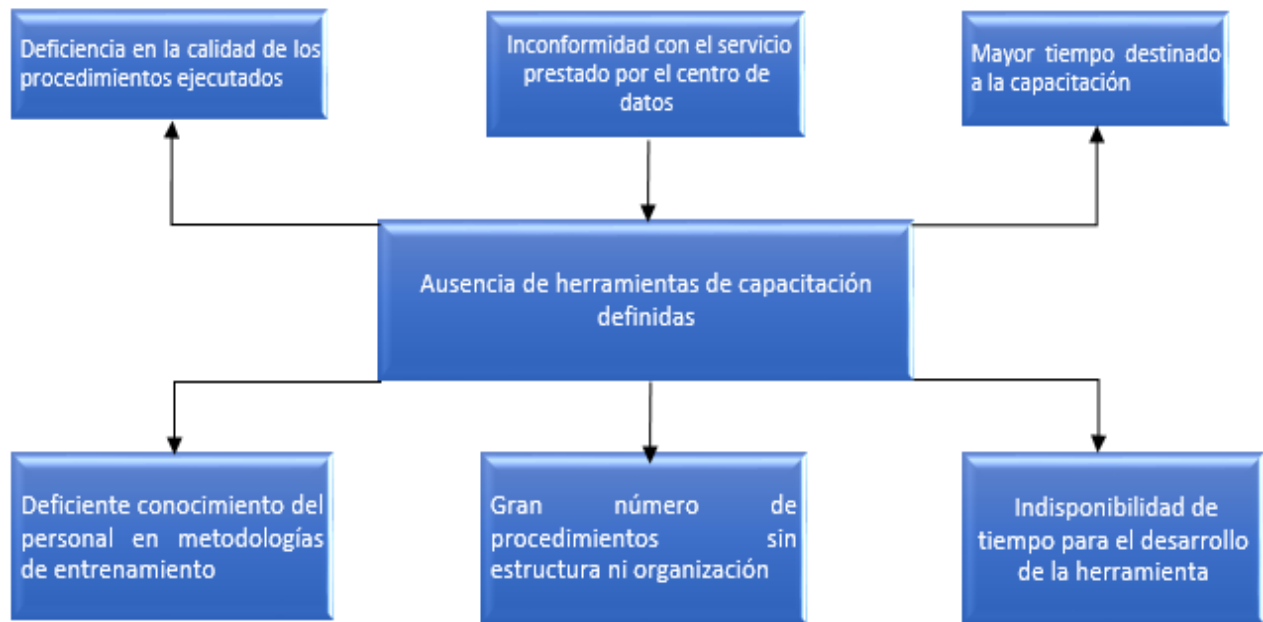 Deficiencia en la calidad de los
procedimientos ejecutados
Inconformidad con el servicio
prestado por el centro de
datos
Mayor tiempo destinado
a la capacitación
Ausencia de herramientas de capacitación
definidas
Deficiente conocimiento del
personal en metodologías
de entrenamiento
Gran número de
procedimientos sin
estructura ni organización
Indisponibilidad de
tiempo para el desarrollo
de la herramienta